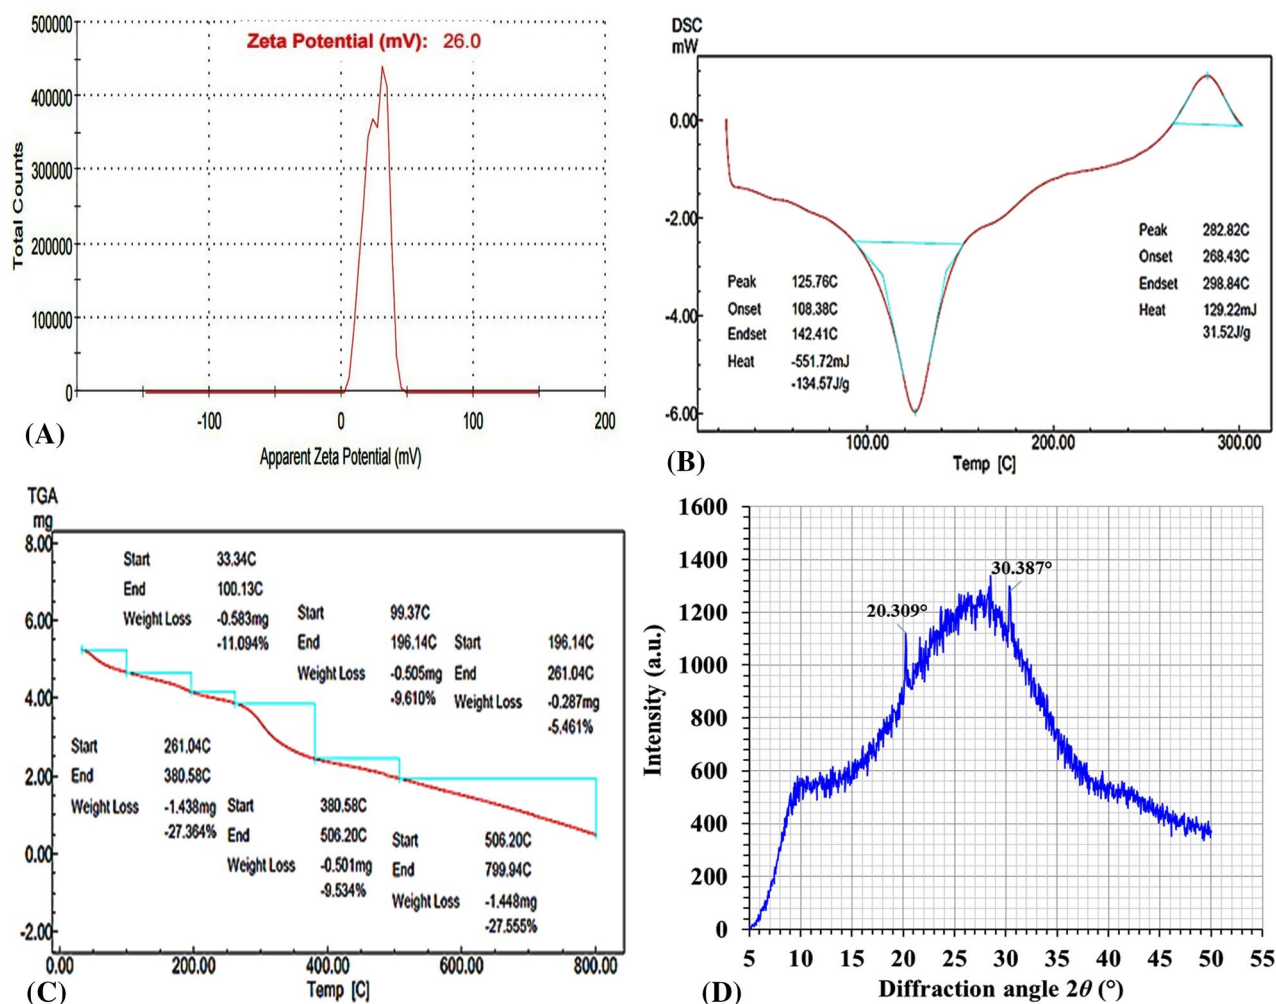 Zeta Potential (mV): 26.0
500000
400000
300000
200000
100000
0
Total Counts
-100
0
100
200
Apparent Zeta Potential (mV)
(A)
DSC
mW
0.00
-2.00
-4.00
-6.00
Peak 125.76C
Onset 108.38C
Endset 142.41C
Heat -551.72mJ
-134.57J/g
Peak 282.82C
Onset 268.43C
Endset 298.84C
Heat 129.22mJ
31.52J/g
100.00
200.00
300.00
Temp [C]
(B)
TGA
mg
8.00
6.00
4.00
2.00
0.00
-2.00
Start 33.34C
End 100.13C
Weight Loss -0.583mg
-11.094%
Start 99.37C
End 196.14C
Weight Loss -0.505mg
-9.610%
Start 196.14C
End 261.04C
Weight Loss -0.287mg
-5.461%
Start 261.04C
End 380.58C
Weight Loss -1.438mg
-27.364%
Start 380.58C
End 506.20C
Weight Loss -0.501mg
-9.534%
Start 506.20C
End 799.94C
Weight Loss -1.448mg
-27.555%
0.00
200.00
400.00
600.00
800.00
Temp [C]
(C)
1600
1400
1200
1000
800
600
400
200
0
Intensity (a.u.)
20.309°
30.387°
5
10
15
20
25
30
35
40
45
50
55
Diffraction angle 2θ (°)
(D)